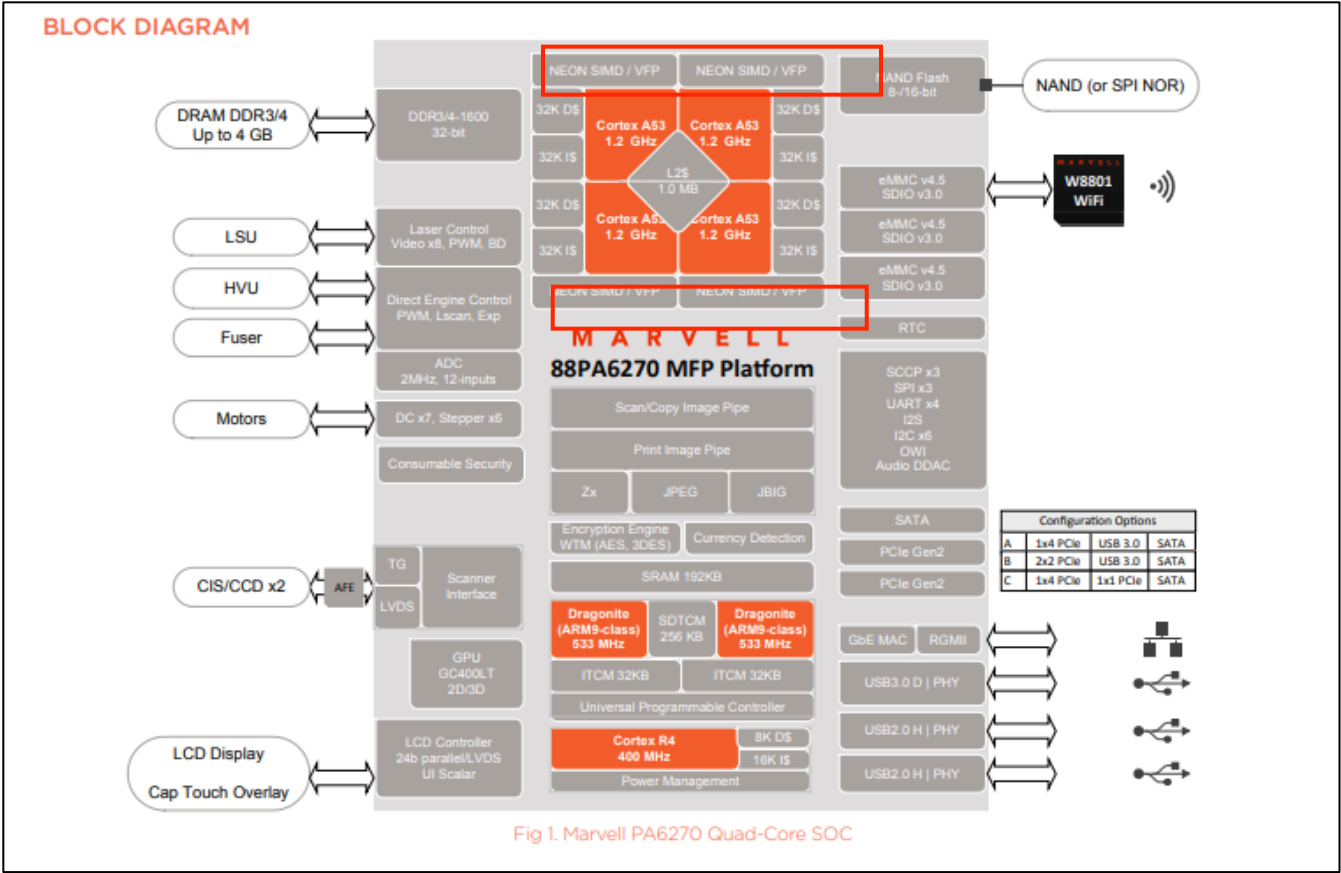 BLOCK DIAGRAM
DRAM DDR3/4
Up to 4 GB
LSU
HVU
Fuser
Motors
CIS/CCD x2
AFE
LCD Display
Cap Touch Overlay
DDR3/4-1600
32-bit
Laser Control
Video x8, PWM, BD
Direct Engine Control
PWM, Lscan, Exp
ADC
2MHz, 12-inputs
DC x7, Stepper x6
Consumable Security
TG
LVDS
Scanner
Interface
GPU
GC400LT
2D/3D
LCD Controller
24b parallel/LVDS
UI Scalar
NEON SIMD / VFP
NEON SIMD / VFP
32K D$
Cortex A53
1.2 GHz
Cortex A53
1.2 GHz
32K D$
32K I$
32K I$
L2$
1.0 MB
32K D$
Cortex A53
1.2 GHz
Cortex A53
1.2 GHz
32K D$
32K I$
32K I$
NEON SIMD / VFP
NEON SIMD / VFP
MARVELL
88PA6270 MFP Platform
Scan/Copy Image Pipe
Print Image Pipe
Zx
JPEG
JBIG
Encryption Engine
WTM (AES, 3DES)
Currency Detection
SRAM 192KB
Dragonite
(ARM9-class)
533 MHz
SDTCM
256 KB
Dragonite
(ARM9-class)
533 MHz
ITCM 32KB
ITCM 32KB
Universal Programmable Controller
Cortex R4
400 MHz
8K D$
16K I$
Power Management
NAND Flash
8-/16-bit
eMMC v4.5
SDIO v3.0
eMMC v4.5
SDIO v3.0
eMMC v4.5
SDIO v3.0
RTC
SCCP x3
SPI x3
UART x4
I2S
I2C x6
OWI
Audio DDAC
SATA
PCIe Gen2
PCIe Gen2
GbE MAC
RGMII
USB3.0 D | PHY
USB2.0 H | PHY
USB2.0 H | PHY
NAND (or SPI NOR)
MARVELL
W8801
WiFi
Configuration Options
A 1x4 PCIe USB 3.0 SATA
B 2x2 PCIe USB 3.0 SATA
C 1x4 PCIe 1x1 PCIe SATA
Fig 1. Marvell PA6270 Quad-Core SOC